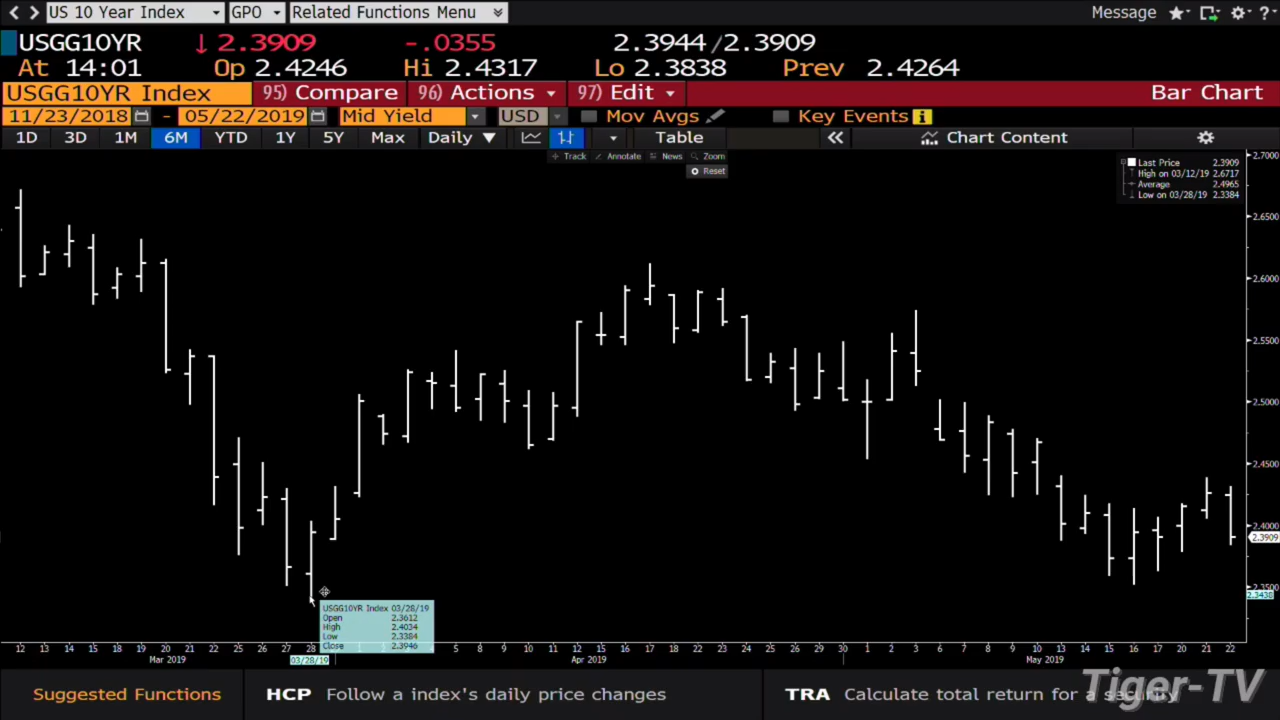 US 10 Year Index GPO Related Functions Menu Message
USGG10YR ↓ 2.3909 -.0355 2.3944/2.3909
At 14:01 Op 2.4246 Hi 2.4317 Lo 2.3838 Prev 2.4264
USGG10YR Index 95) Compare 96) Actions 97) Edit Bar Chart
11/23/2018 - 05/22/2019 Mid Yield USD Mov Avgs Key Events
1D 3D 1M 6M YTD 1Y 5Y Max Daily ▼ Table « Chart Content
Track Annotate News Zoom
Reset
Last Price 2.3909
High on 03/12/19 2.6717
Average 2.4965
Low on 03/28/19 2.3384
2.7000
2.6500
2.6000
2.5500
2.5000
2.4500
2.4000
2.3909
2.3500
2.3438
USGG10YR Index 03/28/19
Open 2.3612
High 2.4034
Low 2.3384
Close 2.3946
12 13 14 15 18 19 20 21 22 25 26 27 28 5 8 9 10 11 12 15 16 17 18 22 23 24 25 26 29 30 1 2 3 6 7 8 9 10 13 14 15 16 17 20 21 22
Mar 2019 03/28/19 Apr 2019 May 2019
Suggested Functions HCP Follow a index's daily price changes TRA Calculate total return for a security
Tiger-TV